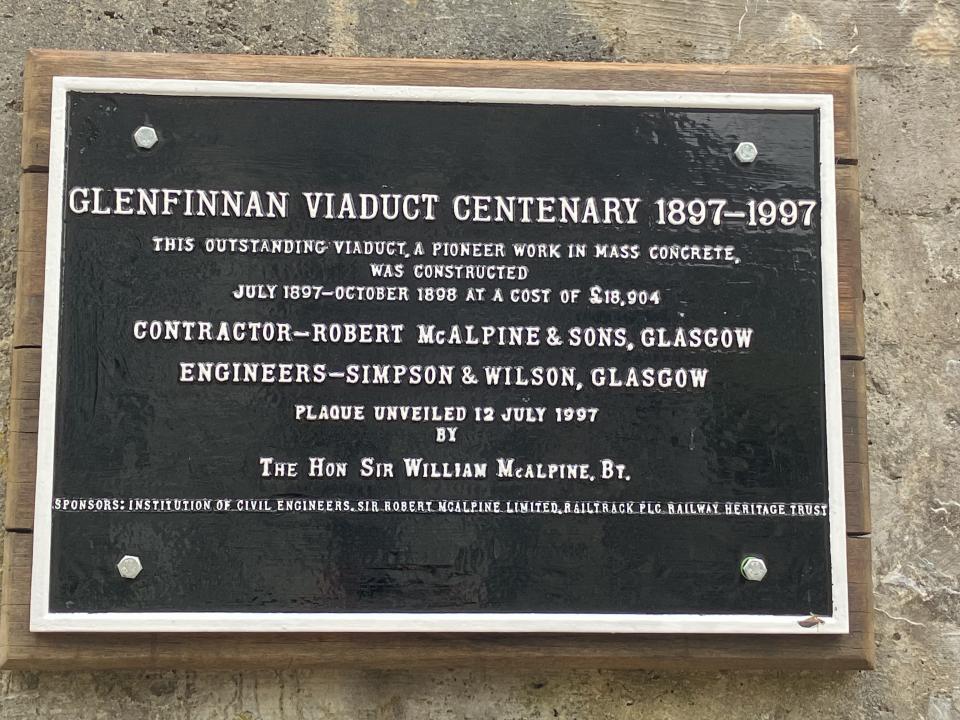 GLENFINNAN VIADUCT CENTENARY 1897–1997
THIS OUTSTANDING VIADUCT, A PIONEER WORK IN MASS CONCRETE,
WAS CONSTRUCTED
JULY 1897–OCTOBER 1898 AT A COST OF £18,904
CONTRACTOR–ROBERT McALPINE & SONS, GLASGOW
ENGINEERS–SIMPSON & WILSON, GLASGOW
PLAQUE UNVEILED 12 JULY 1997
BY
THE HON SIR WILLIAM McALPINE, BT.
SPONSORS: INSTITUTION OF CIVIL ENGINEERS. SIR ROBERT MCALPINE LIMITED. RAILTRACK PLC RAILWAY HERITAGE TRUST